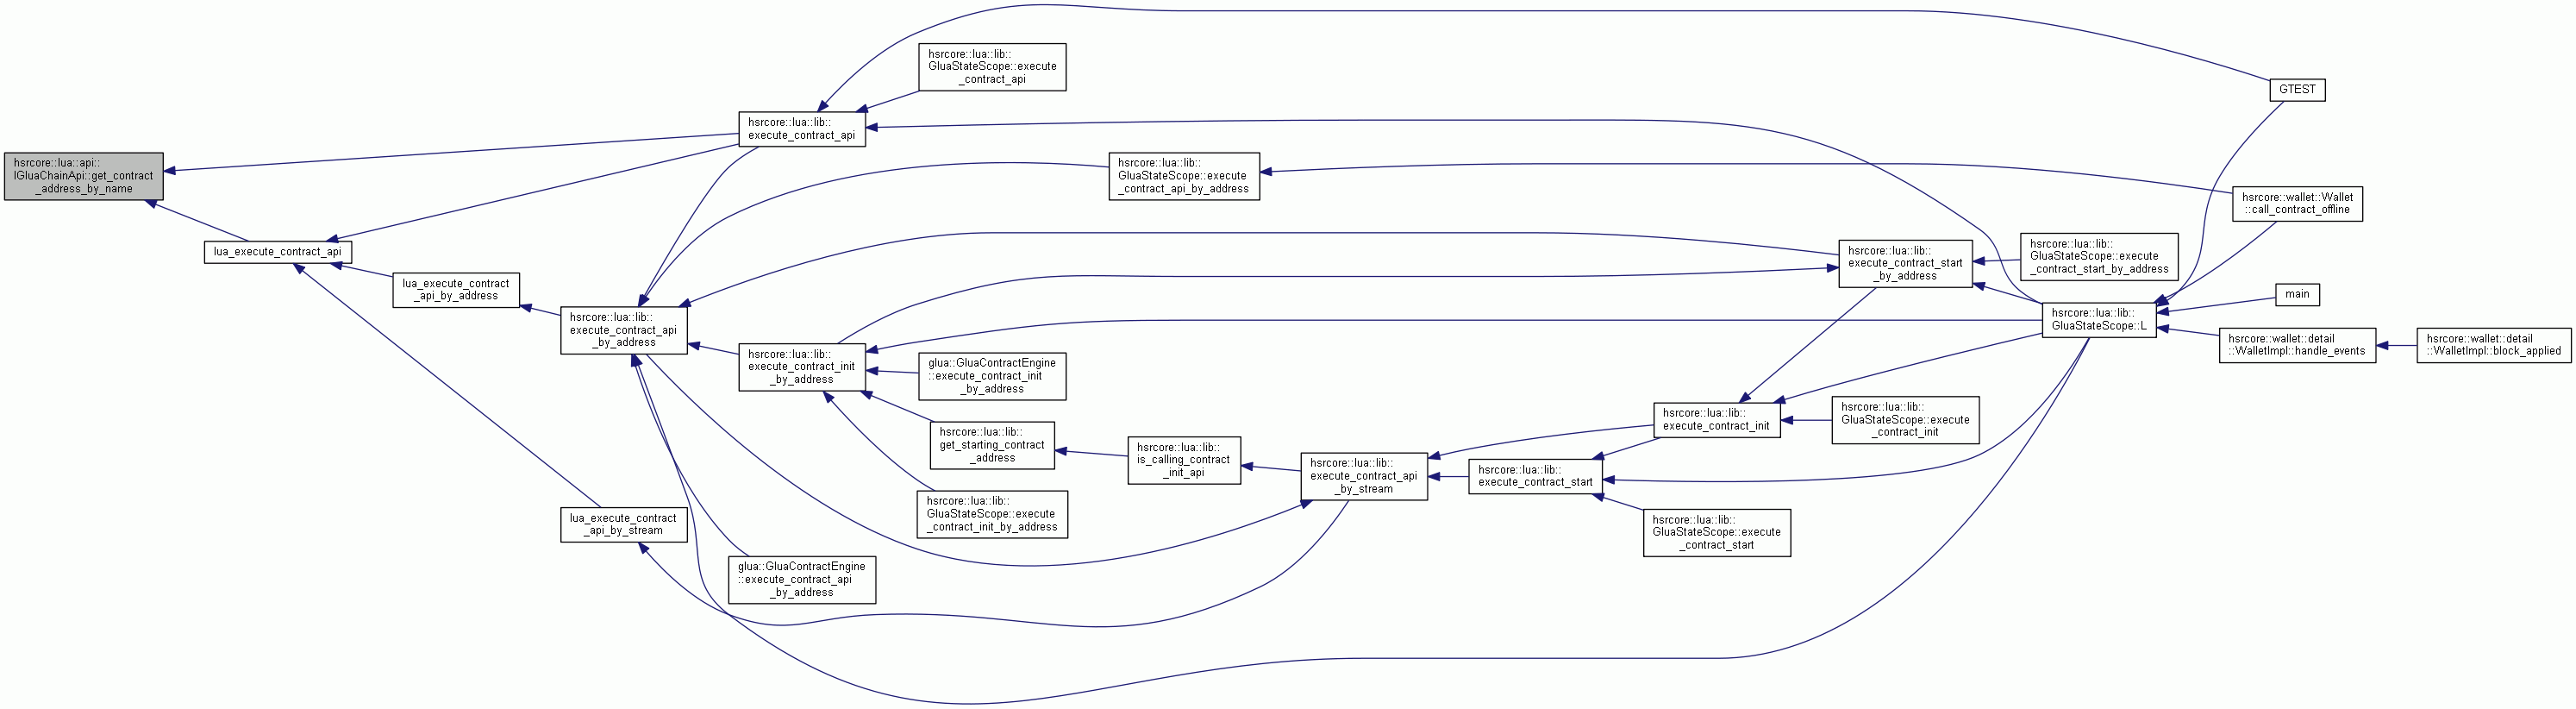 hsrcore::lua::api::
IGluaChainApi::get_contract
_address_by_name
lua_execute_contract_api
lua_execute_contract
_api_by_address
lua_execute_contract
_api_by_stream
hsrcore::lua::lib::
execute_contract_api
_by_address
hsrcore::lua::lib::
execute_contract_api
hsrcore::lua::lib::
execute_contract_init
_by_address
glua::GluaContractEngine
::execute_contract_api
_by_address
hsrcore::lua::lib::
GluaStateScope::execute
_contract_api
glua::GluaContractEngine
::execute_contract_init
_by_address
hsrcore::lua::lib::
get_starting_contract
_address
hsrcore::lua::lib::
GluaStateScope::execute
_contract_init_by_address
hsrcore::lua::lib::
GluaStateScope::execute
_contract_api_by_address
hsrcore::lua::lib::
is_calling_contract
_init_api
hsrcore::lua::lib::
execute_contract_api
_by_stream
hsrcore::lua::lib::
execute_contract_start
hsrcore::lua::lib::
execute_contract_init
hsrcore::lua::lib::
GluaStateScope::execute
_contract_start
hsrcore::lua::lib::
execute_contract_start
_by_address
hsrcore::lua::lib::
GluaStateScope::execute
_contract_init
hsrcore::lua::lib::
GluaStateScope::execute
_contract_start_by_address
hsrcore::lua::lib::
GluaStateScope::L
GTEST
hsrcore::wallet::Wallet
::call_contract_offline
main
hsrcore::wallet::detail
::WalletImpl::handle_events
hsrcore::wallet::detail
::WalletImpl::block_applied